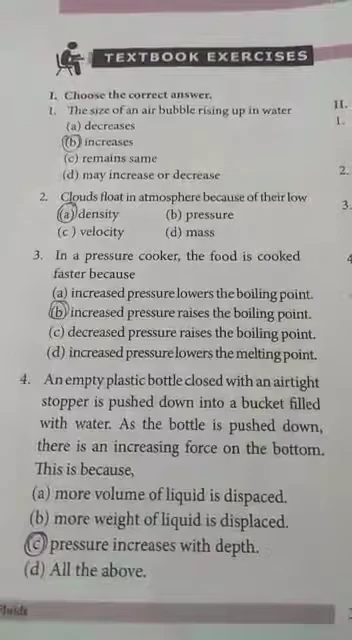 TEXTBOOK EXERCISES
I. Choose the correct answer.
1. The size of an air bubble rising up in water
(a) decreases
(b) increases
(c) remains same
(d) may increase or decrease
2. Clouds float in atmosphere because of their low
(a) density (b) pressure
(c ) velocity (d) mass
3. In a pressure cooker, the food is cooked
faster because
(a) increased pressure lowers the boiling point.
(b) increased pressure raises the boiling point.
(c) decreased pressure raises the boiling point.
(d) increased pressure lowers the melting point.
4. An empty plastic bottle closed with an airtight
stopper is pushed down into a bucket filled
with water. As the bottle is pushed down,
there is an increasing force on the bottom.
This is because,
(a) more volume of liquid is dispaced.
(b) more weight of liquid is displaced.
(c) pressure increases with depth.
(d) All the above.
II.
1.
2.
3.
4
Fluids